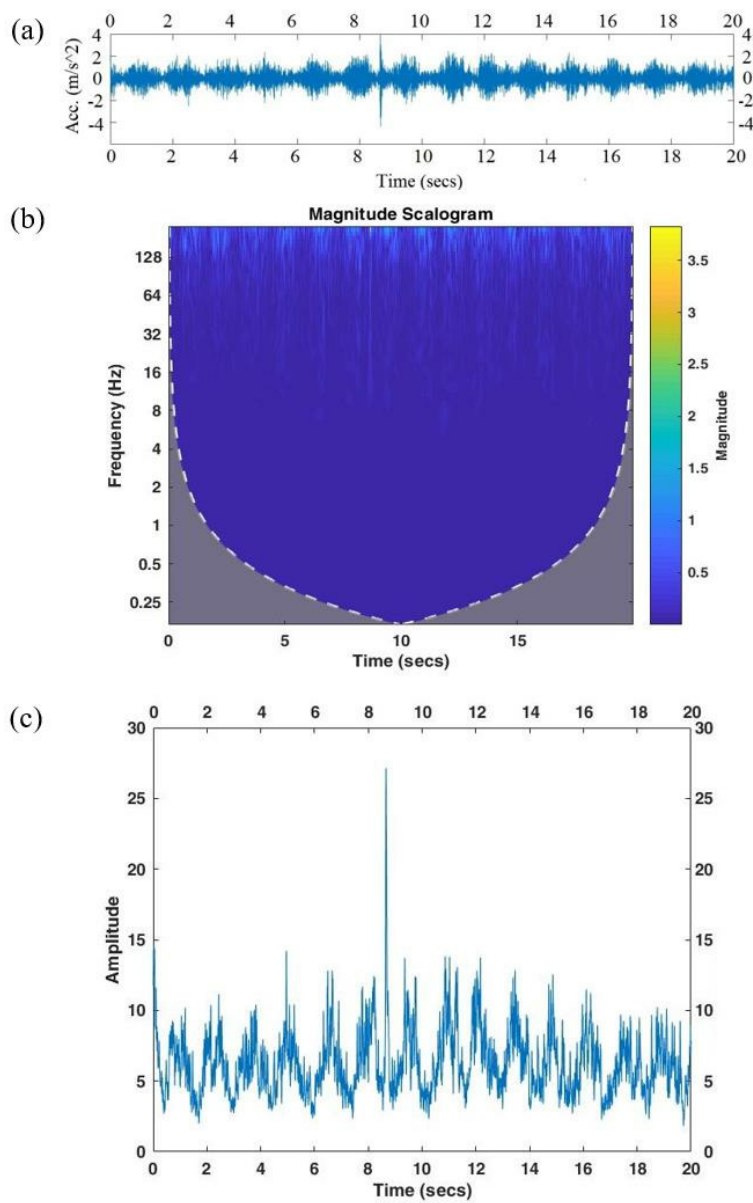 (a)
0 2 4 6 8 10 12 14 16 18 20
4 4
2 2
0 0
-2 -2
-4 -4
Acc. (m/s^2)
0 2 4 6 8 10 12 14 16 18 20
Time (secs)
(b)
Magnitude Scalogram
128
64
32
16
8
4
2
1
0.5
0.25
Frequency (Hz)
0 5 10 15
Time (secs)
3.5
3
2.5
2
1.5
1
0.5
Magnitude
(c)
0 2 4 6 8 10 12 14 16 18 20
30 30
25 25
20 20
15 15
10 10
5 5
0 0
Amplitude
0 2 4 6 8 10 12 14 16 18 20
Time (secs)